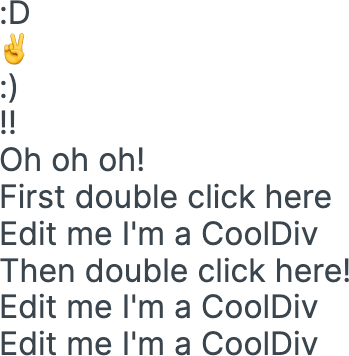 :D
✌️
:)
!!
Oh oh oh!
First double click here
Edit me I'm a CoolDiv
Then double click here!
Edit me I'm a CoolDiv
Edit me I'm a CoolDiv